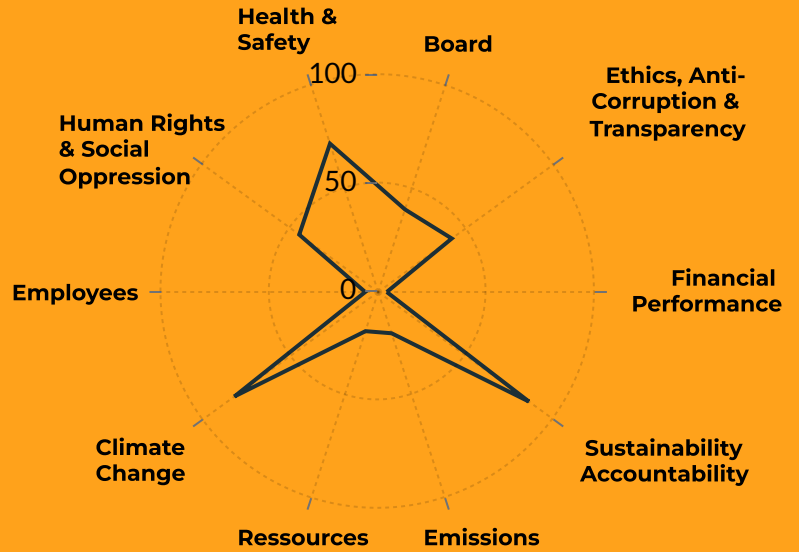 Health &
Safety
Board
100
Ethics, Anti-
Corruption &
Transparency
Human Rights
& Social
Oppression
50
Employees
0
Financial
Performance
Climate
Change
Sustainability
Accountability
Ressources
Emissions